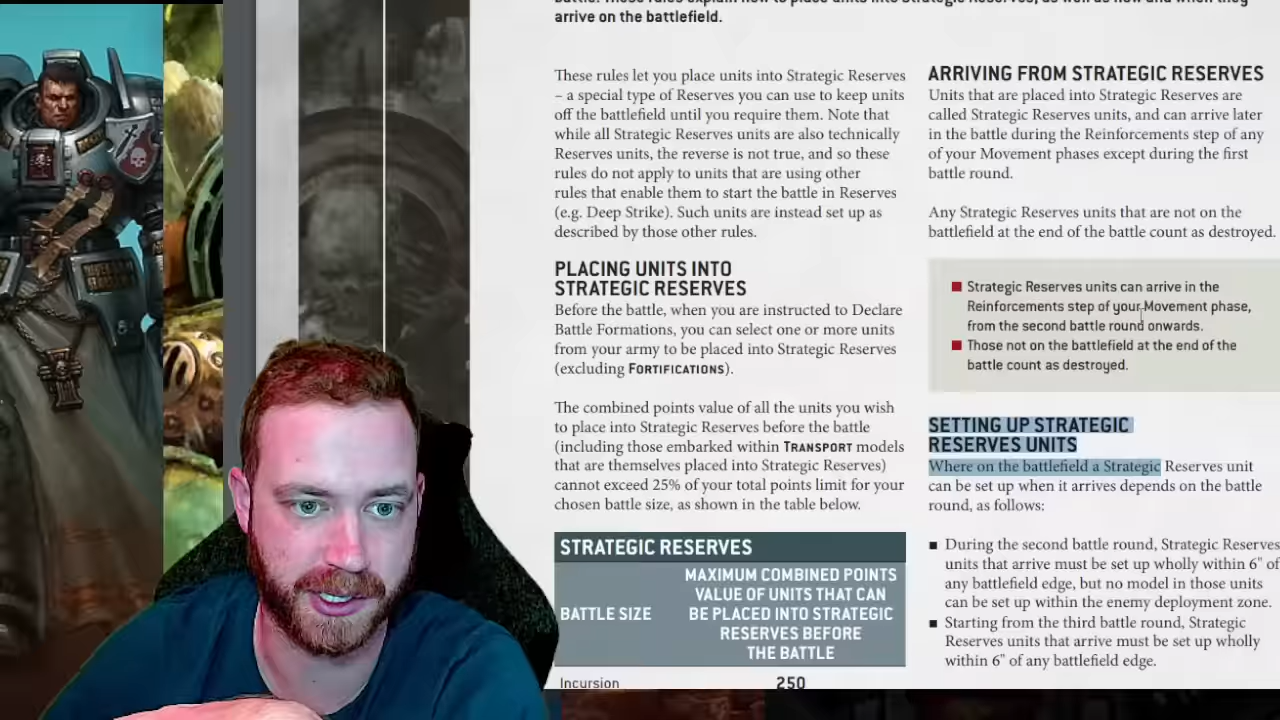 battle. These rules explain how to place units into Strategic Reserves, as well as how and when they
arrive on the battlefield.
These rules let you place units into Strategic Reserves
– a special type of Reserves you can use to keep units
off the battlefield until you require them. Note that
while all Strategic Reserves units are also technically
Reserves units, the reverse is not true, and so these
rules do not apply to units that are using other
rules that enable them to start the battle in Reserves
(e.g. Deep Strike). Such units are instead set up as
described by those other rules.
PLACING UNITS INTO
STRATEGIC RESERVES
Before the battle, when you are instructed to Declare
Battle Formations, you can select one or more units
from your army to be placed into Strategic Reserves
(excluding FORTIFICATIONS).
The combined points value of all the units you wish
to place into Strategic Reserves before the battle
(including those embarked within TRANSPORT models
that are themselves placed into Strategic Reserves)
cannot exceed 25% of your total points limit for your
chosen battle size, as shown in the table below.
STRATEGIC RESERVES
BATTLE SIZE
MAXIMUM COMBINED POINTS
VALUE OF UNITS THAT CAN
BE PLACED INTO STRATEGIC
RESERVES BEFORE
THE BATTLE
Incursion 250
ARRIVING FROM STRATEGIC RESERVES
Units that are placed into Strategic Reserves are
called Strategic Reserves units, and can arrive later
in the battle during the Reinforcements step of any
of your Movement phases except during the first
battle round.
Any Strategic Reserves units that are not on the
battlefield at the end of the battle count as destroyed.
■ Strategic Reserves units can arrive in the
Reinforcements step of your Movement phase,
from the second battle round onwards.
■ Those not on the battlefield at the end of the
battle count as destroyed.
SETTING UP STRATEGIC
RESERVES UNITS
Where on the battlefield a Strategic Reserves unit
can be set up when it arrives depends on the battle
round, as follows:
■ During the second battle round, Strategic Reserves
units that arrive must be set up wholly within 6" of
any battlefield edge, but no model in those units
can be set up within the enemy deployment zone.
■ Starting from the third battle round, Strategic
Reserves units that arrive must be set up wholly
within 6" of any battlefield edge.